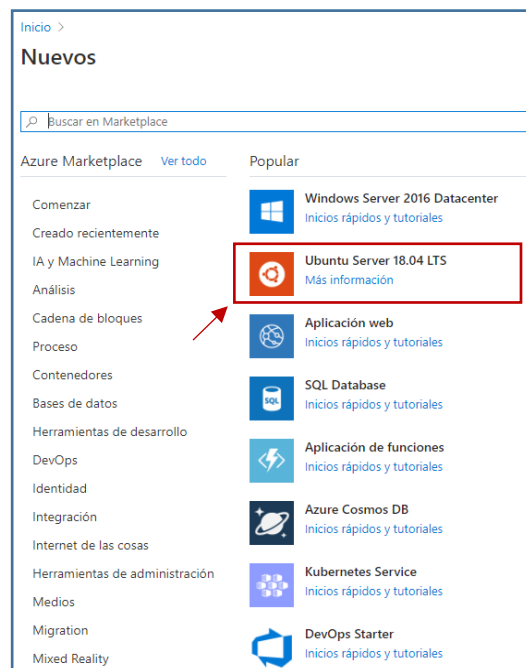 Inicio >
Nuevos
Buscar en Marketplace
Azure Marketplace Ver todo
Comenzar
Creado recientemente
IA y Machine Learning
Análisis
Cadena de bloques
Proceso
Contenedores
Bases de datos
Herramientas de desarrollo
DevOps
Identidad
Integración
Internet de las cosas
Herramientas de administración
Medios
Migration
Mixed Reality
Popular
Windows Server 2016 Datacenter
Inicios rápidos y tutoriales
Ubuntu Server 18.04 LTS
Más información
Aplicación web
Inicios rápidos y tutoriales
SQL
SQL Database
Inicios rápidos y tutoriales
Aplicación de funciones
Inicios rápidos y tutoriales
Azure Cosmos DB
Inicios rápidos y tutoriales
Kubernetes Service
Inicios rápidos y tutoriales
DevOps Starter
Inicios rápidos y tutoriales